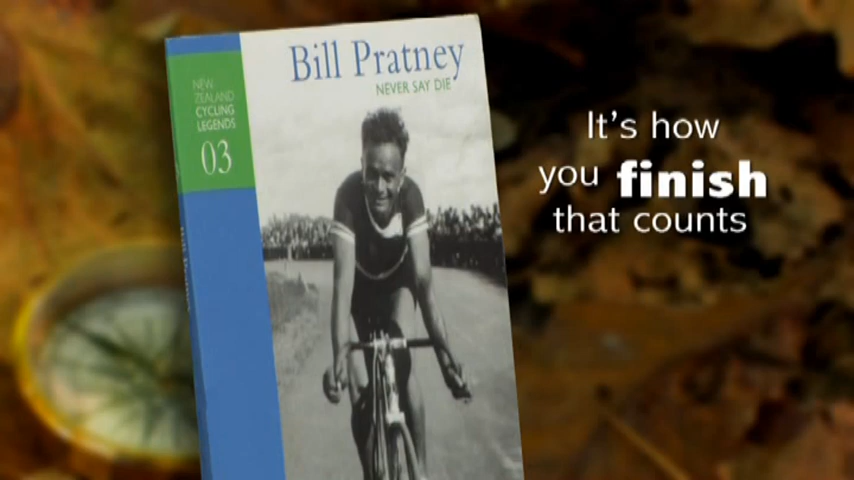 Bill Pratney
NEVER SAY DIE
NEW
ZEALAND
CYCLING
LEGENDS
03
It's how
you finish
that counts